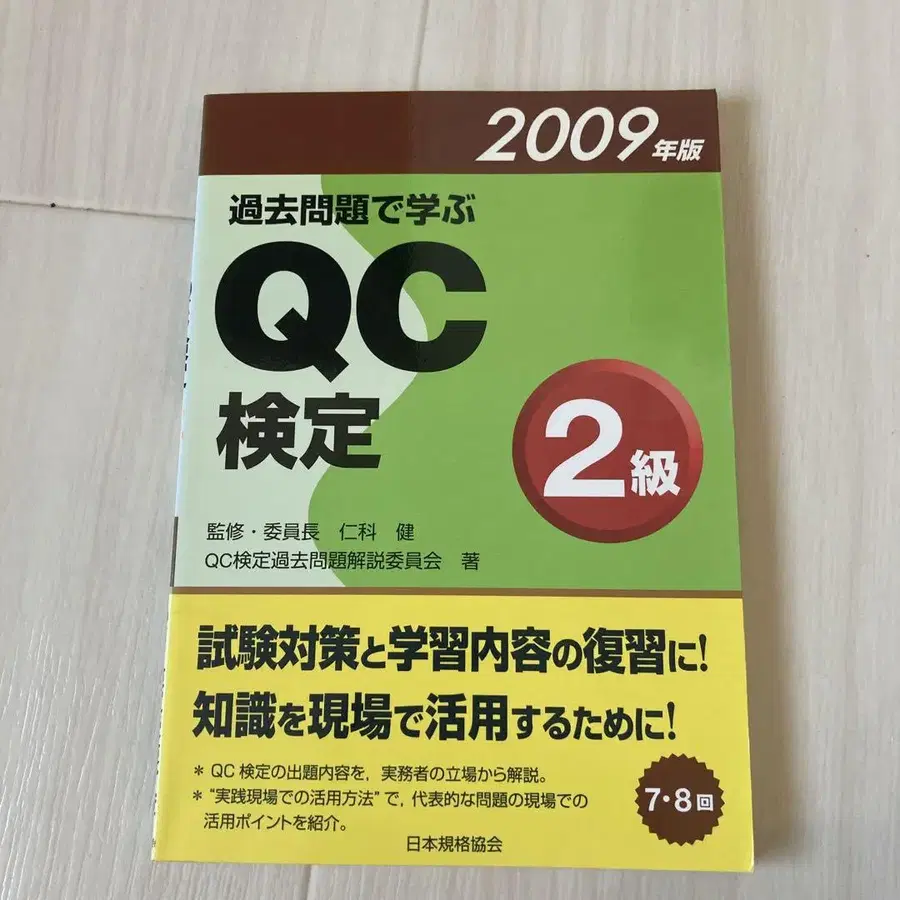 2009年版
過去問題で学ぶ
QC
検定
2級
監修・委員長 仁科 健
QC検定過去問題解説委員会 著
試験対策と学習内容の復習に!
知識を現場で活用するために!
* QC検定の出題内容を,実務者の立場から解説。
* “実践現場での活用方法”で,代表的な問題の現場での
活用ポイントを紹介。
7・8回
日本規格協会